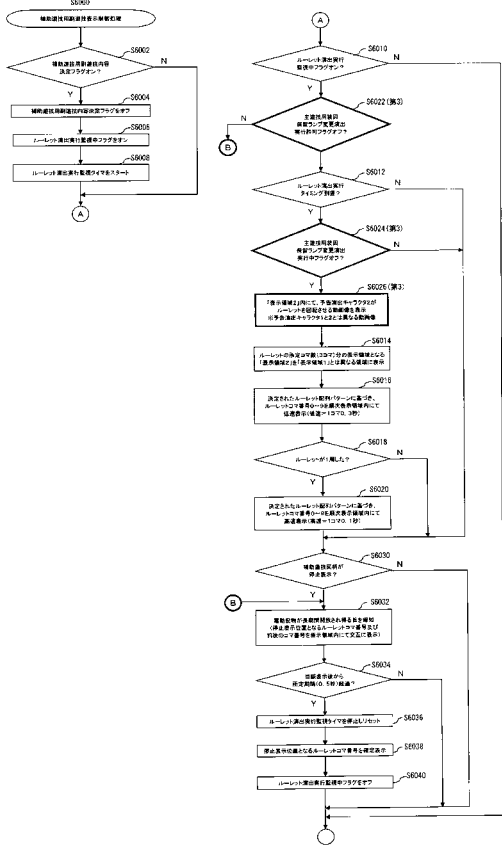 S6000
補助遊技用副遊技表示制御処理
S6002
補助遊技用副遊技内容
決定フラグオン?
N
Y
S6004
補助遊技用副遊技内容決定フラグをオフ
S6006
ルーレット演出実行監視中フラグをオン
S6008
ルーレット演出実行監視タイマをスタート
A
A
S6010
ルーレット演出実行
監視中フラグオン?
N
Y
S6022(第3)
主遊技用装図
保留ランプ変更演出
実行許可フラグオフ?
N
B
Y
S6012
ルーレット演出実行
タイミング到達?
N
Y
S6024(第3)
主遊技用装図
保留ランプ変更演出
実行中フラグオフ?
N
Y
S6026(第3)
「表示領域2」内にて、予告演出キャラクタ2が
ルーレットを回転させる動画像を表示
※予告演出キャラクタ1と2とは異なる動画像
S6014
ルーレットの所定コマ数(3コマ)分の表示領域となる
「表示領域2」を「表示領域1」とは異なる領域に表示
S6016
決定されたルーレット配列パターンに基づき、
ルーレットコマ番号0~9を順次表示領域内にて
低速表示(低速=1コマ0.3秒)
S6018
ルーレットが1周した?
N
Y
S6020
決定されたルーレット配列パターンに基づき、
ルーレットコマ番号0~9を順次表示領域内にて
高速表示(高速=1コマ0.1秒)
S6030
補助遊技図柄が
停止表示?
N
Y
B
S6032
電動役物が長期間開放され得る旨を報知
(停止表示位置となるルーレットコマ番号及び
前後のコマ番号を表示領域内にて交互に表示)
S6034
当該表示後から
所定期間(0.5秒)経過?
N
Y
S6036
ルーレット演出実行監視タイマを停止しリセット
S6038
停止表示位置となるルーレットコマ番号を確定表示
S6040
ルーレット演出実行監視中フラグをオフ